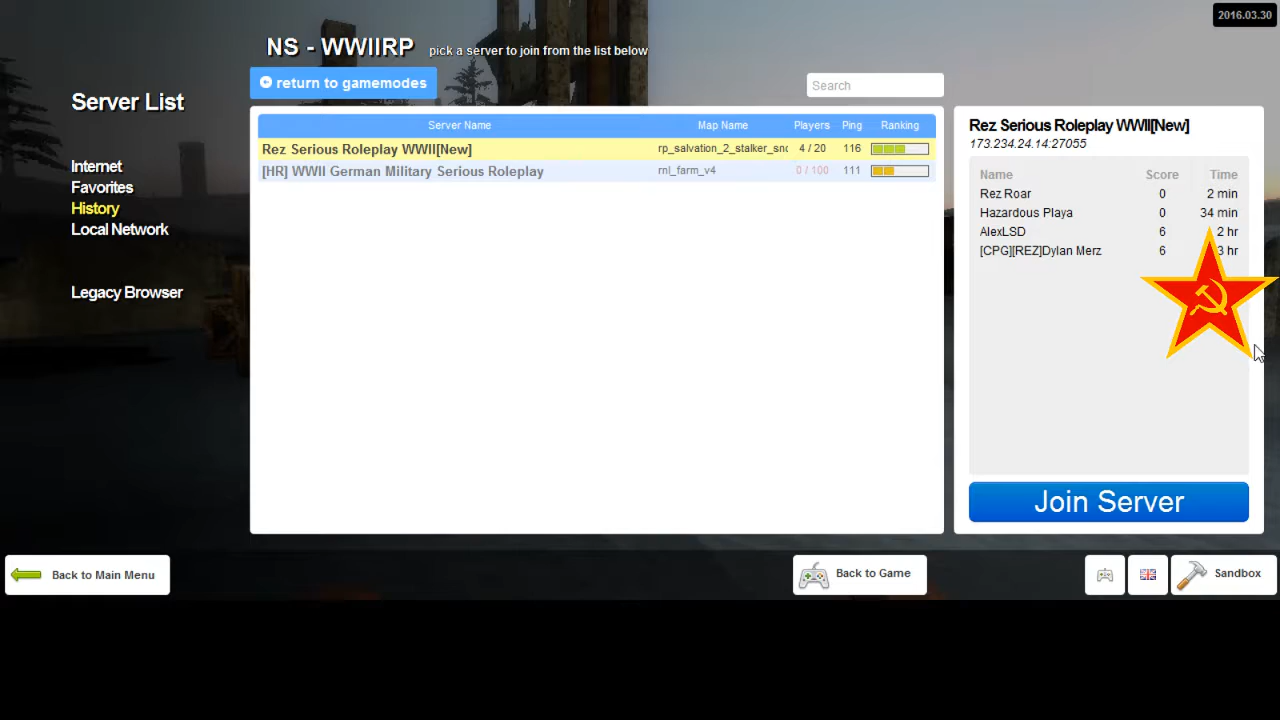 2016.03.30
NS - WWIIRP pick a server to join from the list below
return to gamemodes
Search
Server List
Internet
Favorites
History
Local Network
Legacy Browser
Server Name Map Name Players Ping Ranking
Rez Serious Roleplay WWII[New] rp_salvation_2_stalker_snc 4 / 20 116
[HR] WWII German Military Serious Roleplay rnl_farm_v4 0 / 100 111
Rez Serious Roleplay WWII[New]
173.234.24.14:27055
Name Score Time
Rez Roar 0 2 min
Hazardous Playa 0 34 min
AlexLSD 6 2 hr
[CPG][REZ]Dylan Merz 6 3 hr
Join Server
Back to Main Menu
Back to Game
Sandbox